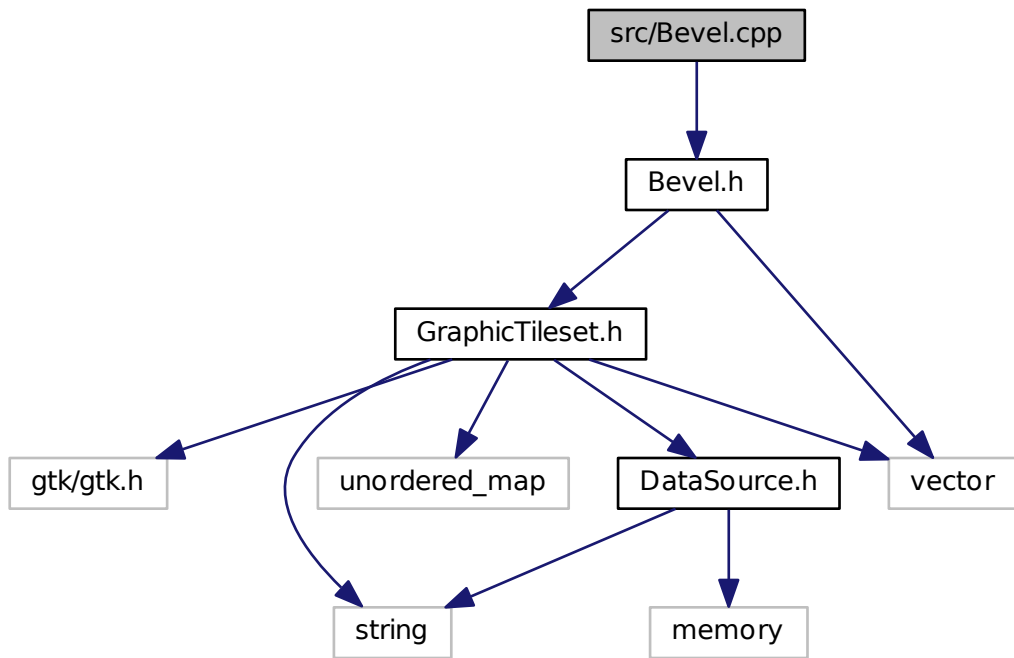 src/Bevel.cpp
Bevel.h
GraphicTileset.h
gtk/gtk.h
unordered_map
DataSource.h
vector
string
memory